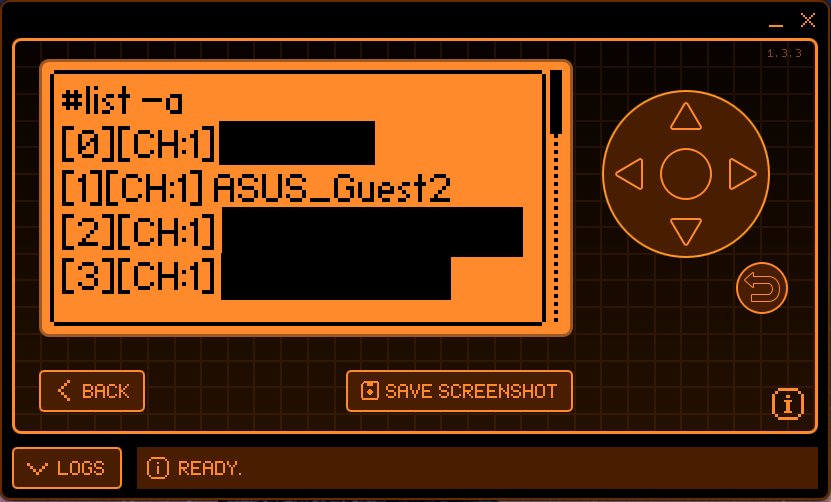 1.3.3
#list -a
[0][CH:1]
[1][CH:1] ASUS_Guest2
[2][CH:1]
[3][CH:1]
BACK
SAVE SCREENSHOT
LOGS
READY.